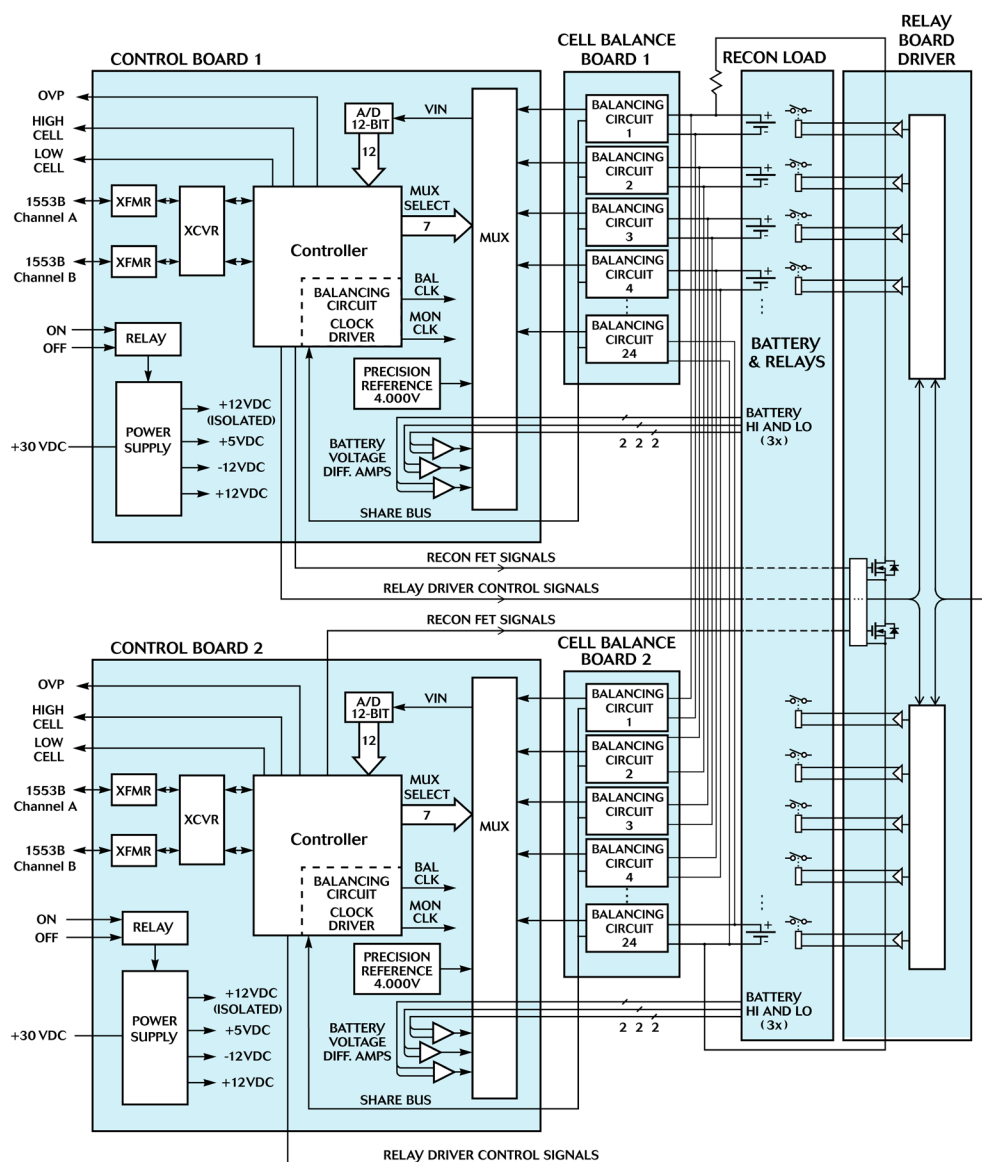 RELAY
BOARD
DRIVER
CELL BALANCE
BOARD 1
RECON LOAD
CONTROL BOARD 1
OVP
HIGH
CELL
LOW
CELL
1553B
Channel A
1553B
Channel B
XFMR
XFMR
XCVR
A/D
12-BIT
VIN
12
MUX
SELECT
7
Controller
MUX
BALANCING
CIRCUIT
CLOCK
DRIVER
BAL
CLK
MON
CLK
BALANCING
CIRCUIT
1
BALANCING
CIRCUIT
2
BALANCING
CIRCUIT
3
BALANCING
CIRCUIT
4
BALANCING
CIRCUIT
24
+
-
+
-
+
-
+
-
BATTERY
& RELAYS
ON
OFF
RELAY
+30 VDC
POWER
SUPPLY
+12VDC
(ISOLATED)
+5VDC
-12VDC
+12VDC
PRECISION
REFERENCE
4.000V
BATTERY
VOLTAGE
DIFF. AMPS
BATTERY
HI AND LO
(3x)
2 2 2
SHARE BUS
RECON FET SIGNALS
RELAY DRIVER CONTROL SIGNALS
RECON FET SIGNALS
CONTROL BOARD 2
CELL BALANCE
BOARD 2
OVP
HIGH
CELL
LOW
CELL
1553B
Channel A
1553B
Channel B
XFMR
XFMR
XCVR
A/D
12-BIT
VIN
12
MUX
SELECT
7
Controller
MUX
BALANCING
CIRCUIT
CLOCK
DRIVER
BAL
CLK
MON
CLK
BALANCING
CIRCUIT
1
BALANCING
CIRCUIT
2
BALANCING
CIRCUIT
3
BALANCING
CIRCUIT
4
BALANCING
CIRCUIT
24
+
-
ON
OFF
RELAY
+30 VDC
POWER
SUPPLY
+12VDC
(ISOLATED)
+5VDC
-12VDC
+12VDC
PRECISION
REFERENCE
4.000V
BATTERY
VOLTAGE
DIFF. AMPS
BATTERY
HI AND LO
(3x)
2 2 2
SHARE BUS
RELAY DRIVER CONTROL SIGNALS